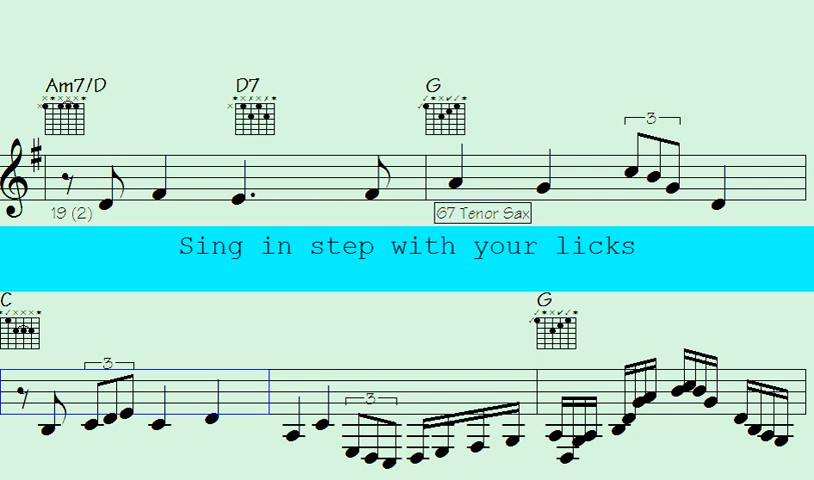 Am7/D D7 G
3
19 (2) 67 Tenor Sax
Sing in step with your licks
C G
3
3